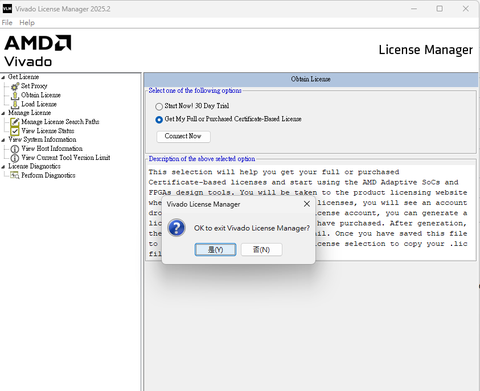 VLM Vivado License Manager 2025.2
File Help
AMD
Vivado
License Manager
Get License
Set Proxy
Obtain License
Load License
Manage License
Manage License Search Paths
View License Status
View System Information
View Host Information
View Current Tool Version Limit
License Diagnostics
Perform Diagnostics
Obtain License
Select one of the following options
Start Now! 30 Day Trial
Get My Full or Purchased Certificate-Based License
Connect Now
Description of the above selected option
This selection will help you get your full or purchased
Certificate-based licenses and start using the AMD Adaptive SoCs and
FPGAs design tools. You will be taken to the product licensing website
licenses, you will see an account
license account, you can generate a
have purchased. After generation,
Once you have saved this file
to license selection to copy your .lic
Vivado License Manager
OK to exit Vivado License Manager?
是(Y)
否(N)